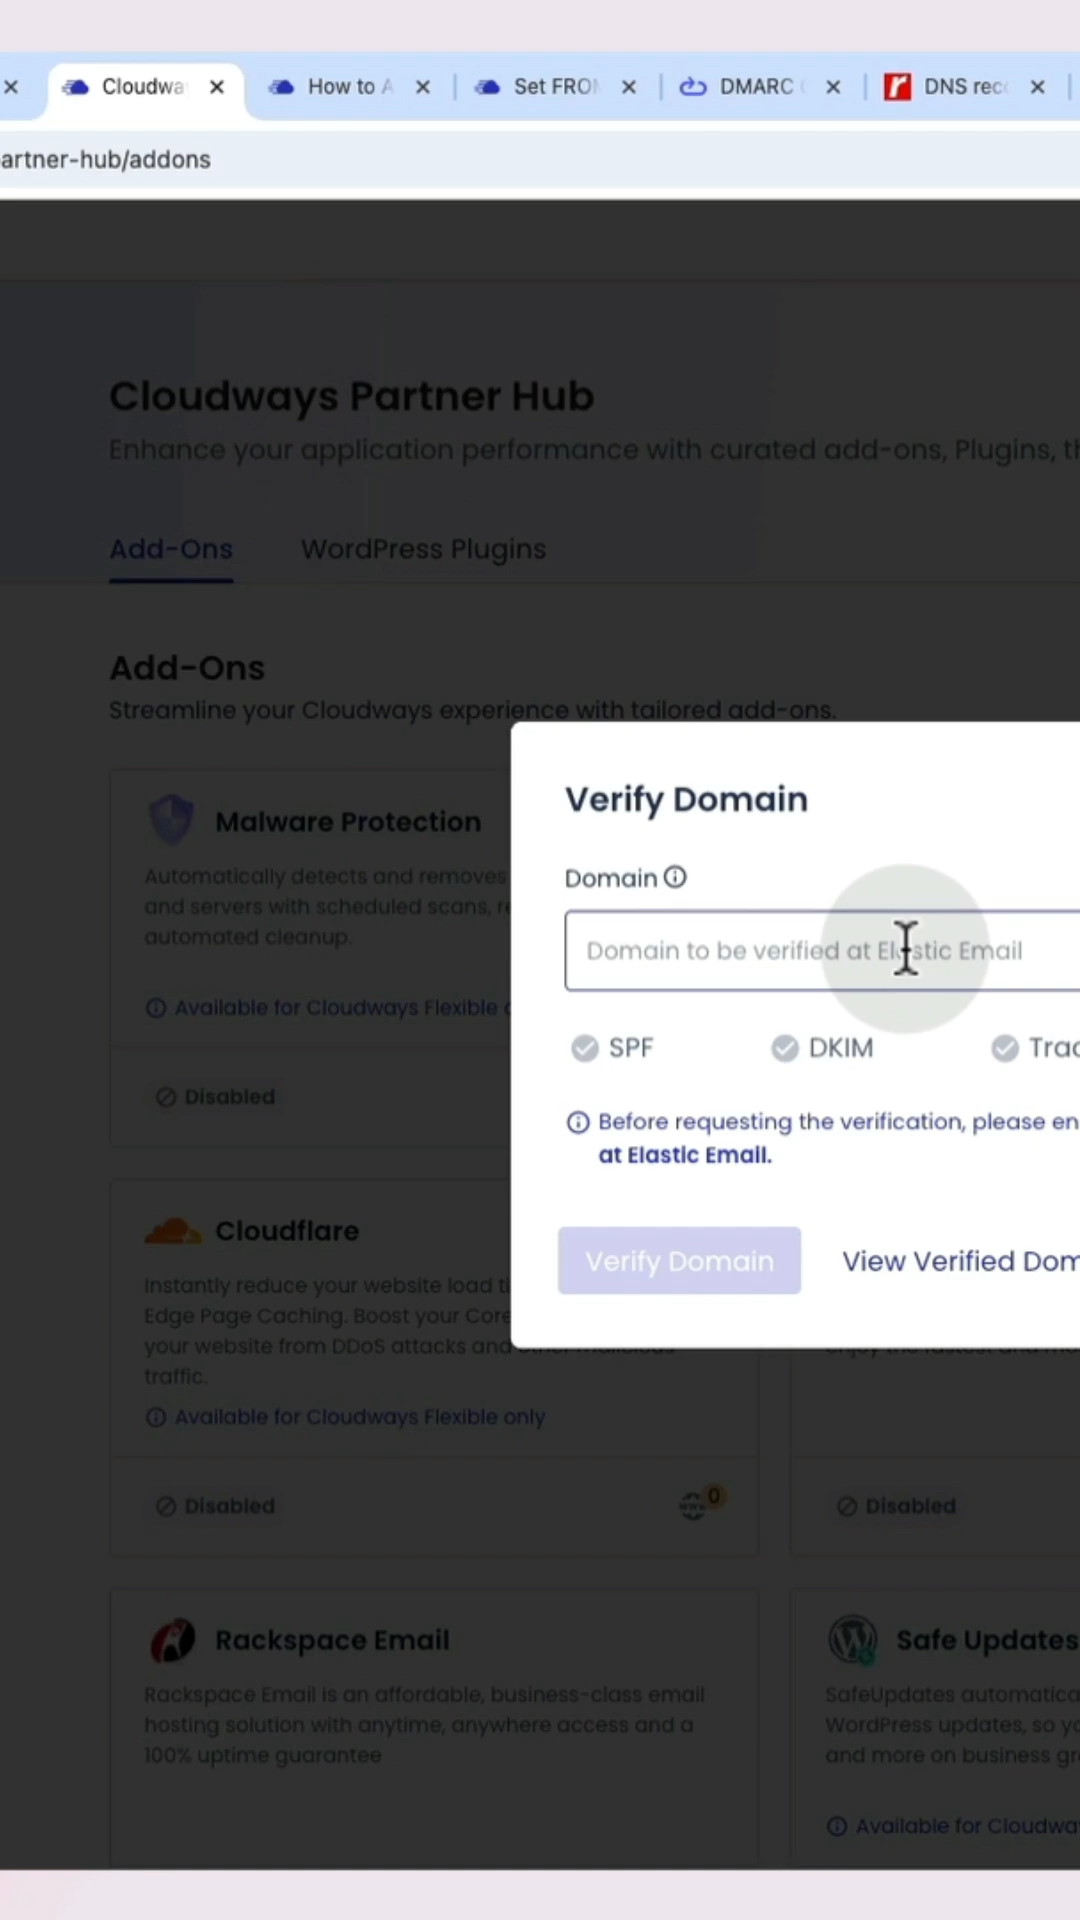 Cloudwa
How to A
Set FRO
DMARC
DNS rec
artner-hub/addons
Cloudways Partner Hub
Enhance your application performance with curated add-ons, Plugins, th
Add-Ons
WordPress Plugins
Add-Ons
Streamline your Cloudways experience with tailored add-ons.
Malware Protection
Automatically detects and removes
and servers with scheduled scans, r
automated cleanup.
Available for Cloudways Flexible
Disabled
Verify Domain
Domain
Domain to be verified at Elastic Email
SPF
DKIM
Trac
Before requesting the verification, please en
at Elastic Email.
Verify Domain
View Verified Dom
Cloudflare
Instantly reduce your website load ti
Edge Page Caching. Boost your Core
your website from DDoS attacks and other malicious
traffic.
Available for Cloudways Flexible only
Disabled
0
Disabled
Rackspace Email
Rackspace Email is an affordable, business-class email
hosting solution with anytime, anywhere access and a
100% uptime guarantee
Safe Updates
SafeUpdates automatica
WordPress updates, so yo
and more on business gr
Available for Cloudwa